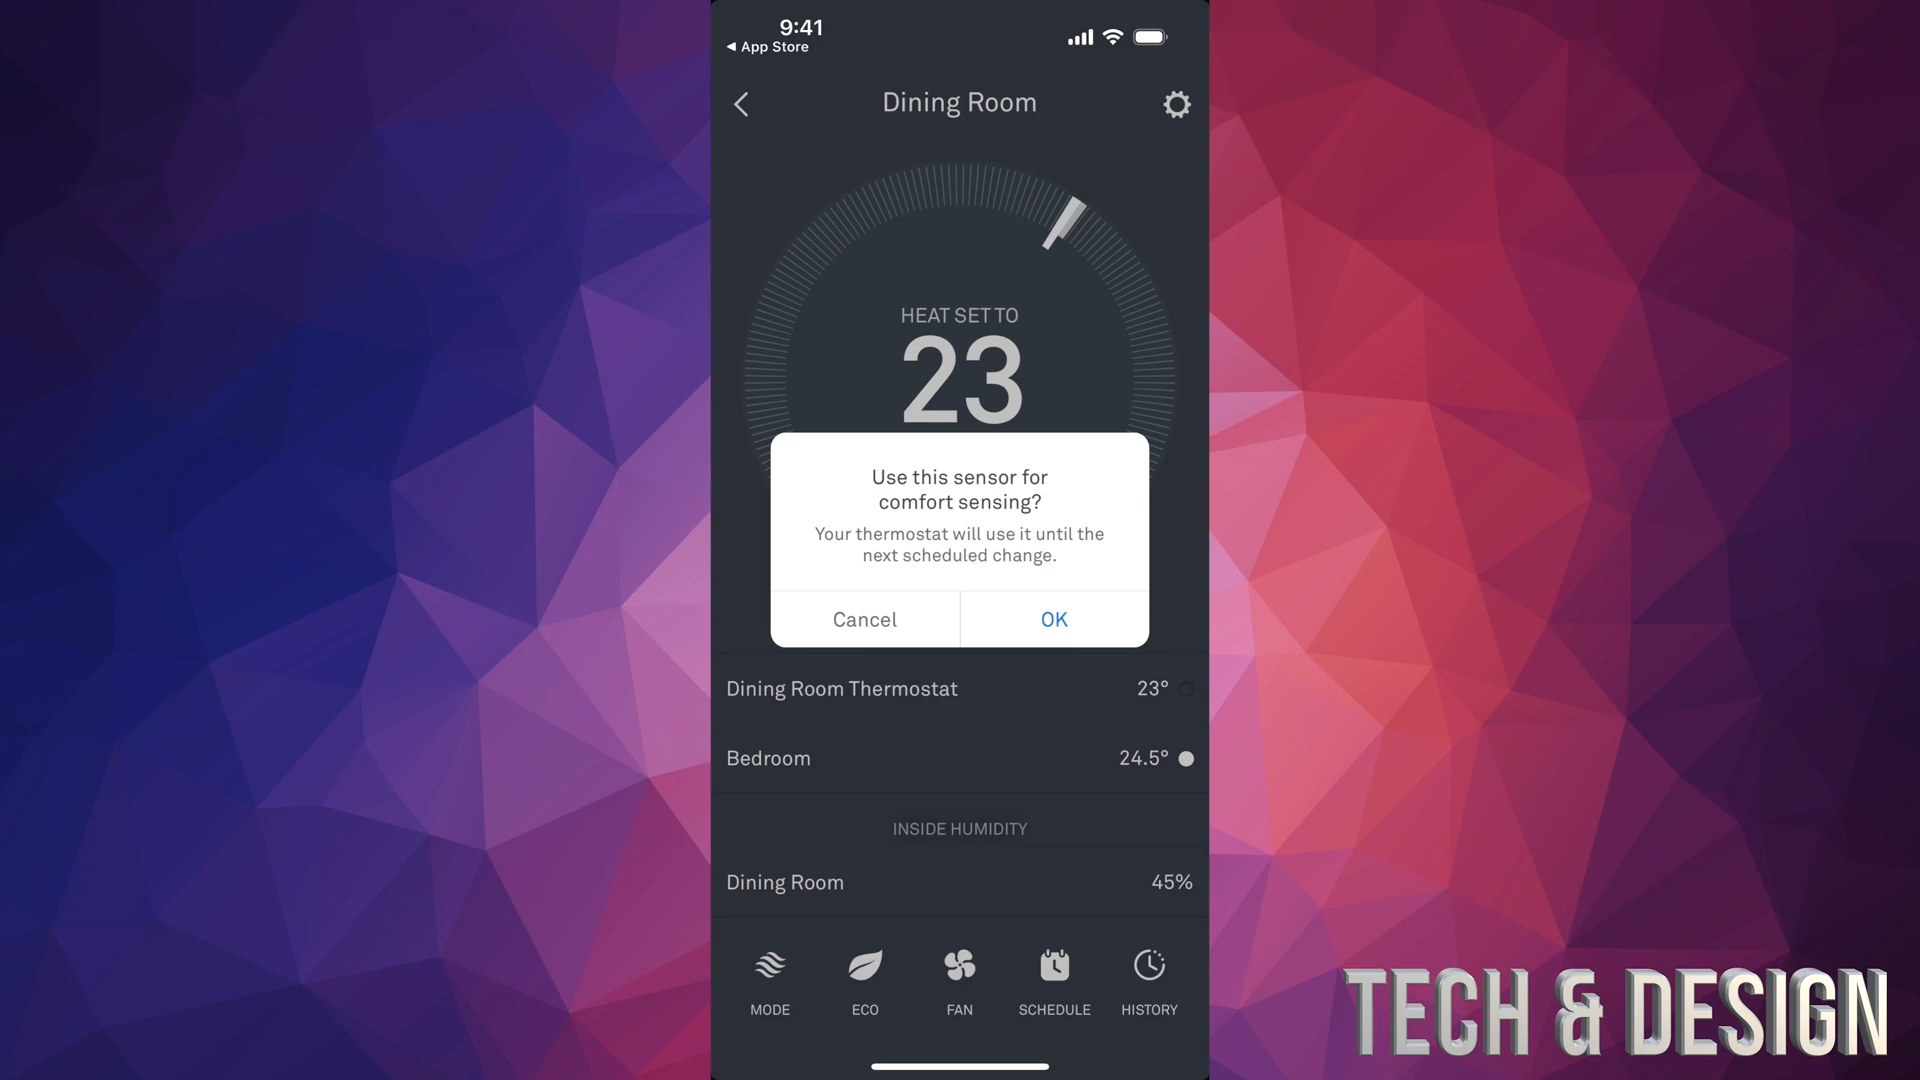 9:41
◀ App Store
Dining Room
HEAT SET TO
23
Use this sensor for
comfort sensing?
Your thermostat will use it until the
next scheduled change.
Cancel
OK
Dining Room Thermostat 23°
Bedroom 24.5°
INSIDE HUMIDITY
Dining Room 45%
MODE ECO FAN SCHEDULE HISTORY
TECH & DESIGN